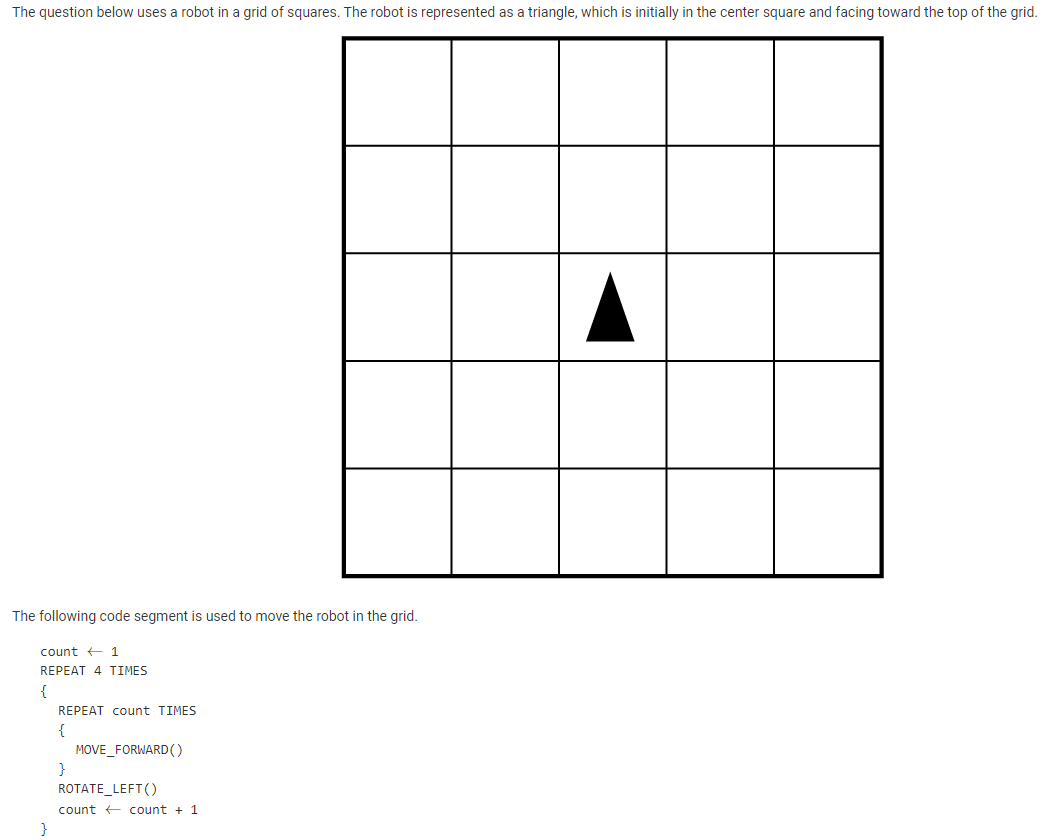 The question below uses a robot in a grid of squares. The robot is represented as a triangle, which is initially in the center square and facing toward the top of the grid.
The following code segment is used to move the robot in the grid.
count ← 1
REPEAT 4 TIMES
{
REPEAT count TIMES
{
MOVE_FORWARD()
}
ROTATE_LEFT()
count ← count + 1
}